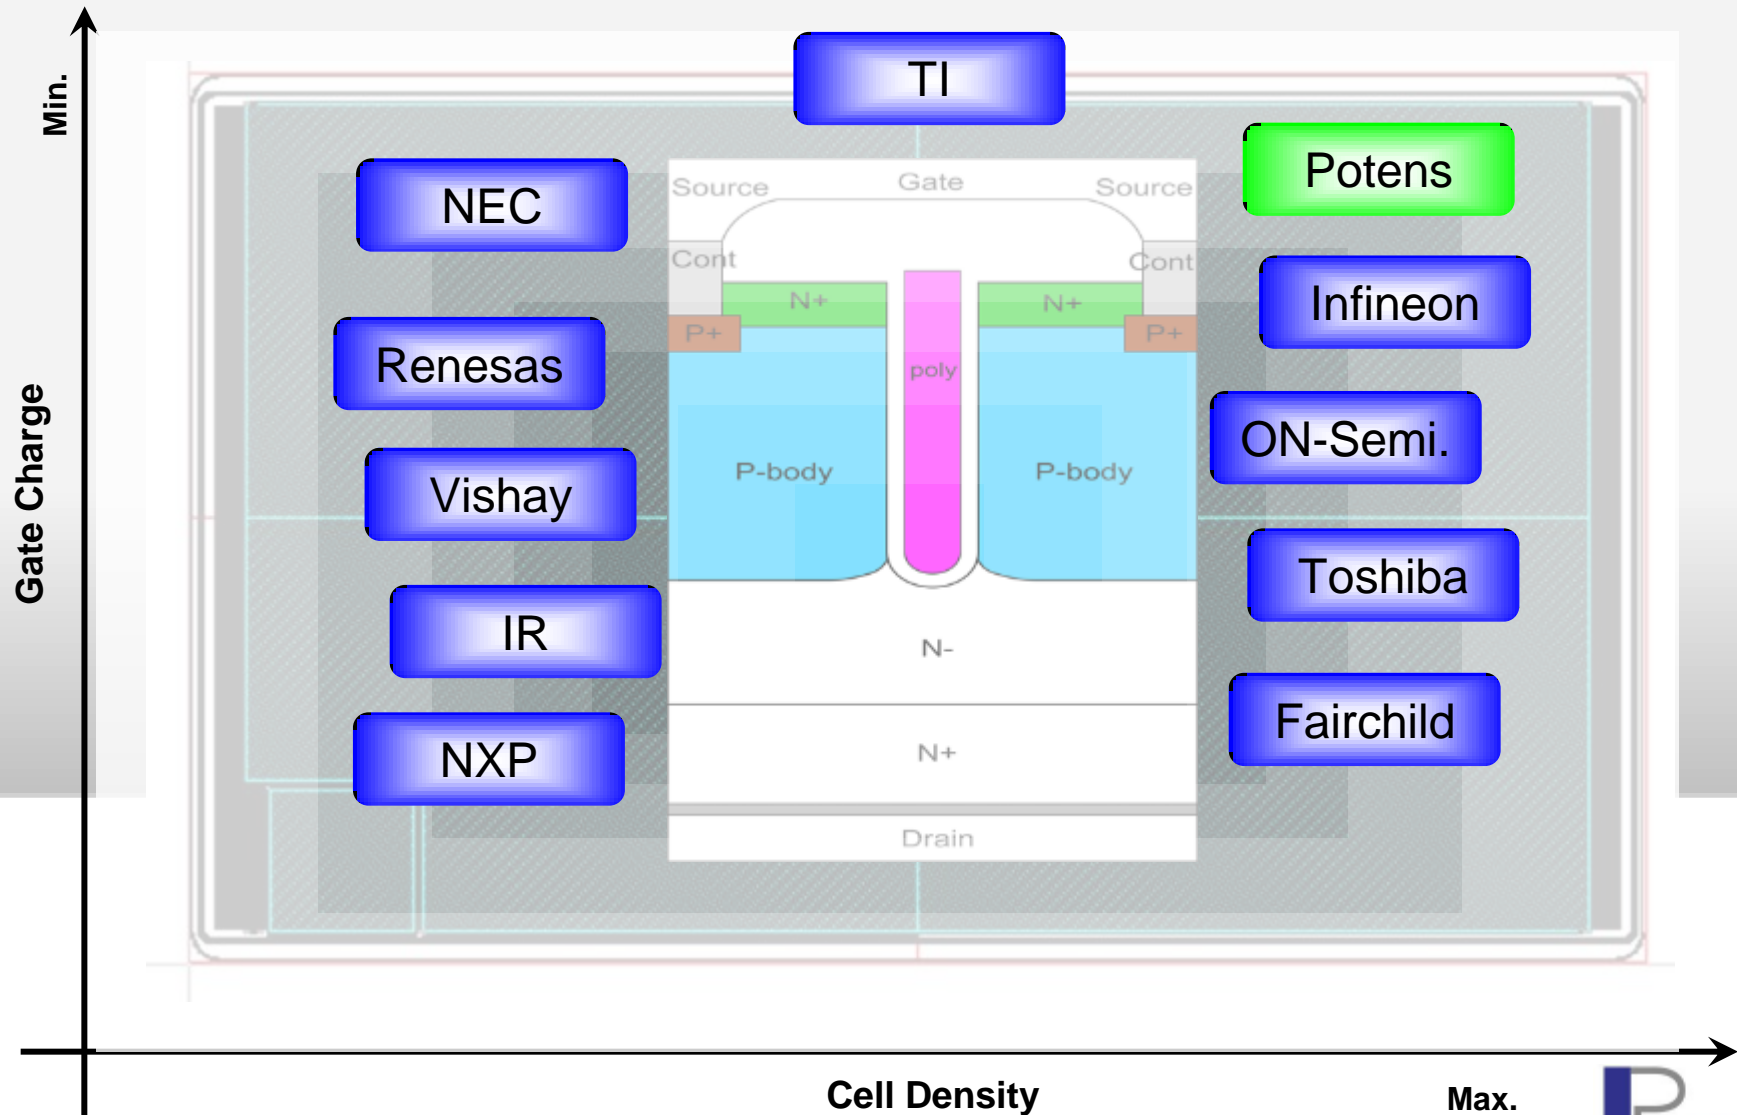 Min.
TI
Potens
NEC
Source
Gate
Source
Cont
Cont
Infineon
N+
N+
P+
P+
Renesas
poly
Gate Charge
ON-Semi.
P-body
P-body
Vishay
Toshiba
IR
N-
Fairchild
NXP
N+
Drain
Cell Density
Max.